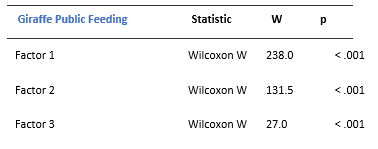 Giraffe Public Feeding Statistic W p
Factor 1 Wilcoxon W 238.0 < .001
Factor 2 Wilcoxon W 131.5 < .001
Factor 3 Wilcoxon W 27.0 < .001